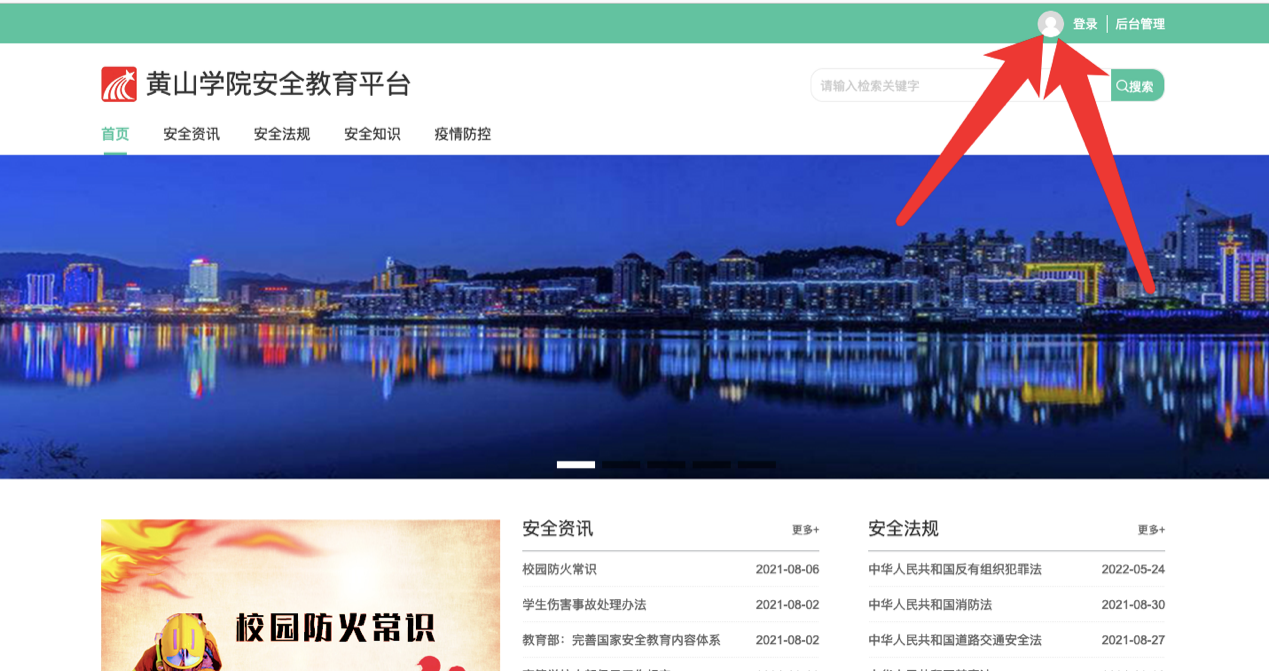 登录 后台管理
黄山学院安全教育平台
请输入检索关键字 搜索
首页 安全资讯 安全法规 安全知识 疫情防控
校园防火常识
安全资讯 更多+
校园防火常识 2021-08-06
学生伤害事故处理办法 2021-08-02
教育部：完善国家安全教育内容体系 2021-08-02
安全法规 更多+
中华人民共和国反有组织犯罪法 2022-05-24
中华人民共和国消防法 2021-08-30
中华人民共和国道路交通安全法 2021-08-27